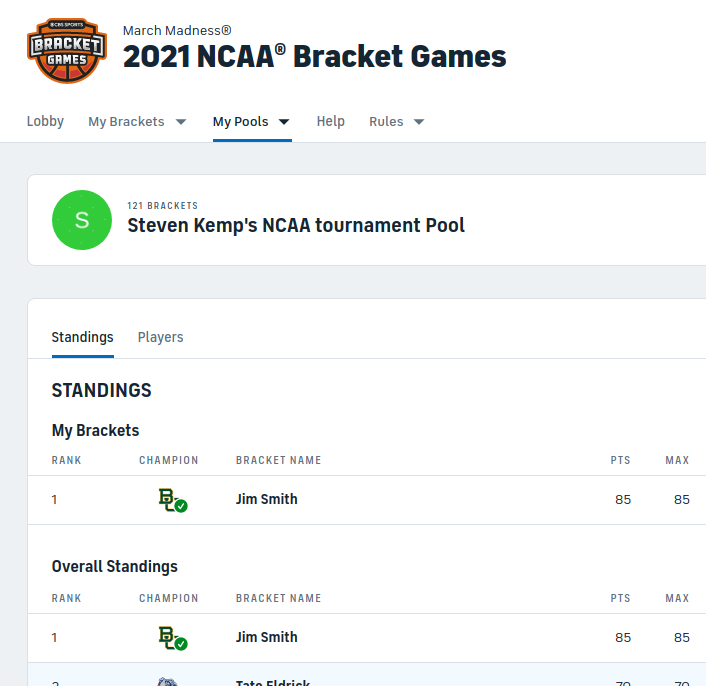 CBS SPORTS
BRACKET
GAMES
March Madness®
2021 NCAA® Bracket Games
Lobby My Brackets My Pools Help Rules
S
121 BRACKETS
Steven Kemp's NCAA tournament Pool
Standings Players
STANDINGS
My Brackets
RANK CHAMPION BRACKET NAME PTS MAX
1 BU Jim Smith 85 85
Overall Standings
RANK CHAMPION BRACKET NAME PTS MAX
1 BU Jim Smith 85 85
2 Tate Eldrick 79 79